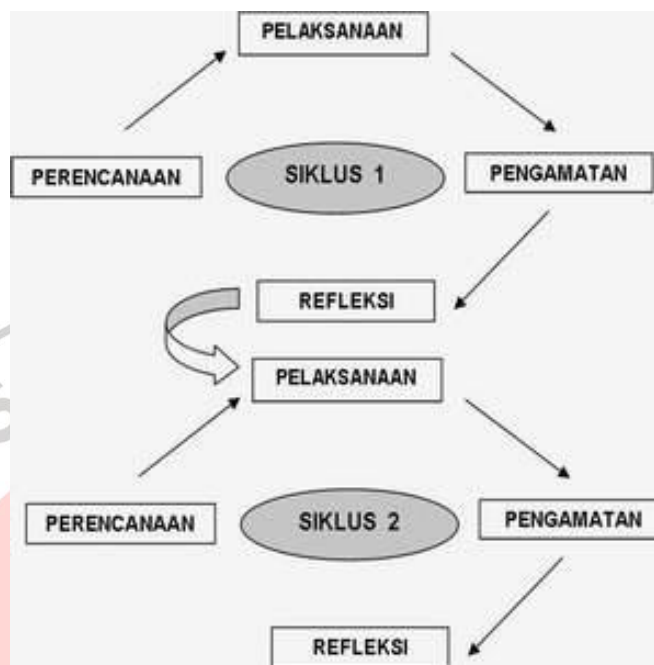 PELAKSANAAN
PERENCANAAN
SIKLUS 1
PENGAMATAN
REFLEKSI
PELAKSANAAN
PERENCANAAN
SIKLUS 2
PENGAMATAN
REFLEKSI